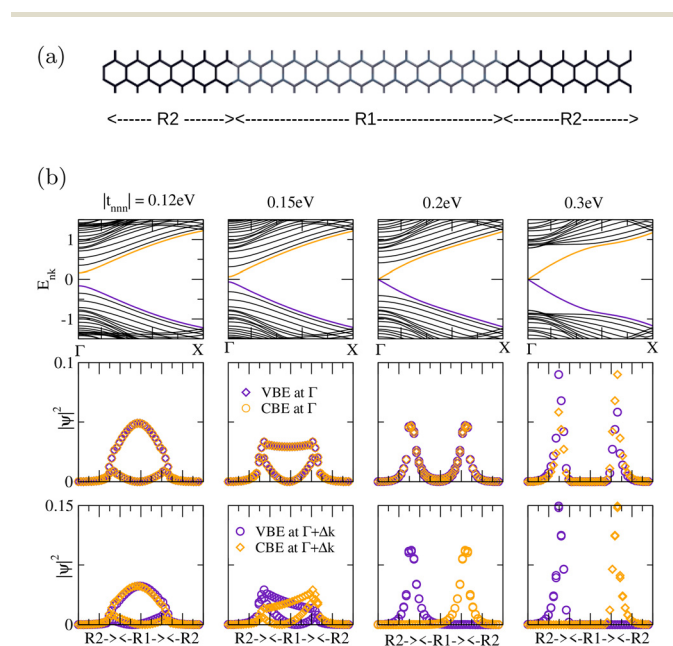 (a)
<------ R2 ------><---------------- R1----------------><------ R2------->
(b)
|tnnn| = 0.12eV 0.15eV 0.2eV 0.3eV
Enk
1
0
-1
Γ X Γ X Γ X Γ X
0.1
|ψ|²
0
VBE at Γ
CBE at Γ
0.15
|ψ|²
0
VBE at Γ+Δk
CBE at Γ+Δk
R2-><-R1-><-R2 R2-><-R1-><-R2 R2-><-R1-><-R2 R2-><-R1-><-R2